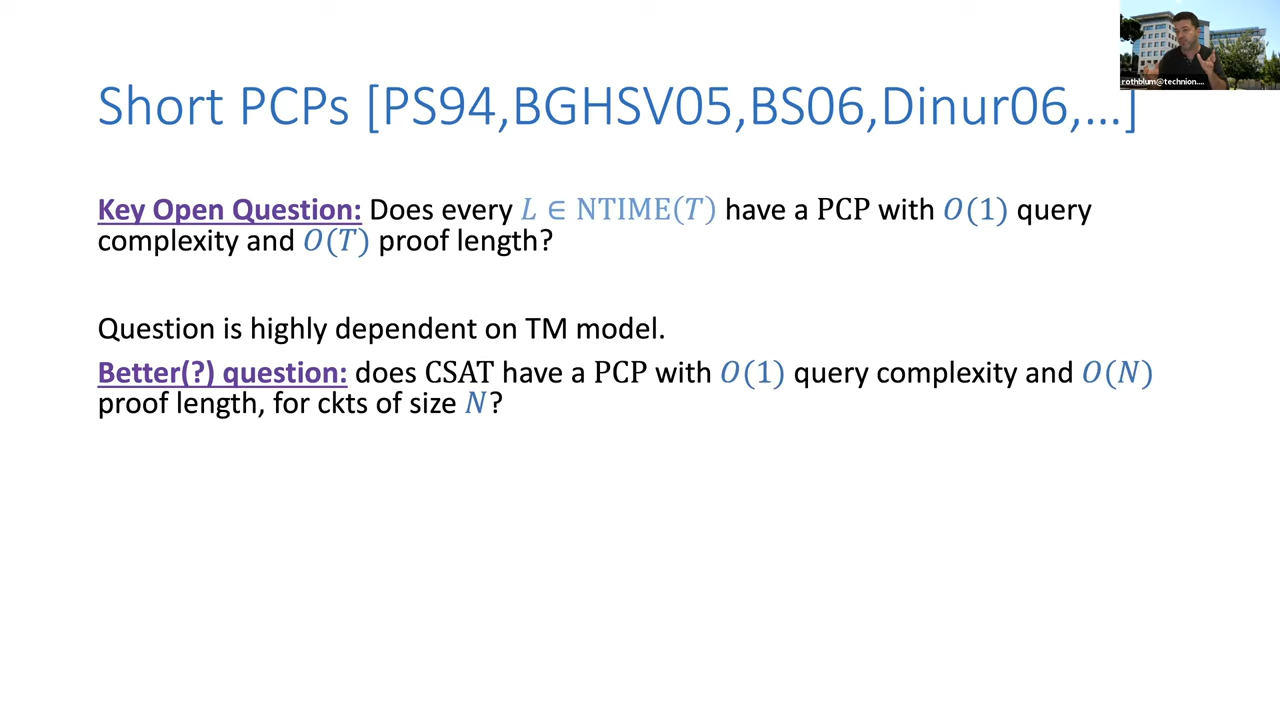 rothblum@technion....
Short PCPs [PS94,BGHSV05,BS06,Dinur06,...]
Key Open Question: Does every L ∈ NTIME(T) have a PCP with O(1) query
complexity and O(T) proof length?
Question is highly dependent on TM model.
Better(?) question: does CSAT have a PCP with O(1) query complexity and O(N)
proof length, for ckts of size N?